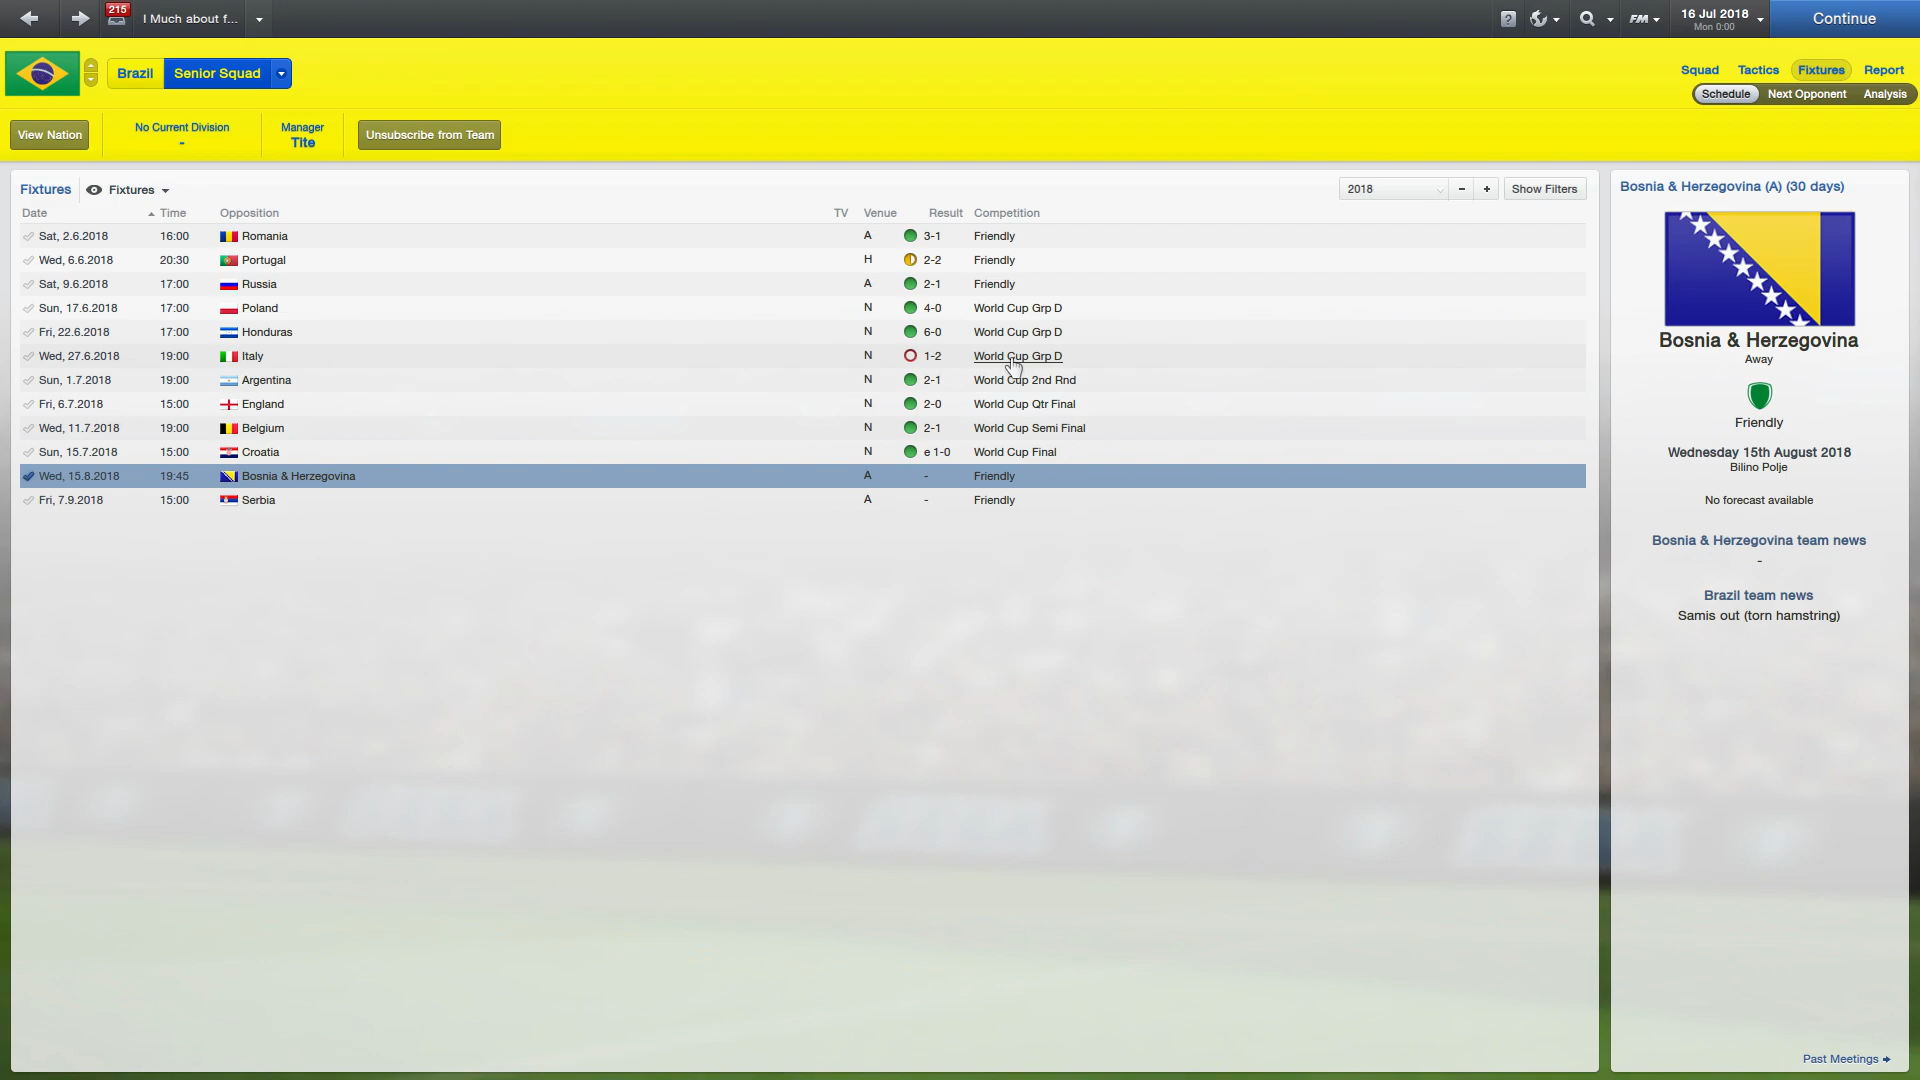 215
I Much about f...
?
FM
16 Jul 2018
Mon 0:00
Continue
Brazil
Senior Squad
Squad
Tactics
Fixtures
Report
Schedule
Next Opponent
Analysis
View Nation
No Current Division
-
Manager
Tite
Unsubscribe from Team
Fixtures
Fixtures
2018
-
+
Show Filters
Date Time Opposition TV Venue Result Competition
Sat, 2.6.2018 16:00 Romania A 3-1 Friendly
Wed, 6.6.2018 20:30 Portugal H 2-2 Friendly
Sat, 9.6.2018 17:00 Russia A 2-1 Friendly
Sun, 17.6.2018 17:00 Poland N 4-0 World Cup Grp D
Fri, 22.6.2018 17:00 Honduras N 6-0 World Cup Grp D
Wed, 27.6.2018 19:00 Italy N 1-2 World Cup Grp D
Sun, 1.7.2018 19:00 Argentina N 2-1 World Cup 2nd Rnd
Fri, 6.7.2018 15:00 England N 2-0 World Cup Qtr Final
Wed, 11.7.2018 19:00 Belgium N 2-1 World Cup Semi Final
Sun, 15.7.2018 15:00 Croatia N e 1-0 World Cup Final
Wed, 15.8.2018 19:45 Bosnia & Herzegovina A - Friendly
Fri, 7.9.2018 15:00 Serbia A - Friendly
Bosnia & Herzegovina (A) (30 days)
Bosnia & Herzegovina
Away
Friendly
Wednesday 15th August 2018
Bilino Polje
No forecast available
Bosnia & Herzegovina team news
-
Brazil team news
Samis out (torn hamstring)
Past Meetings